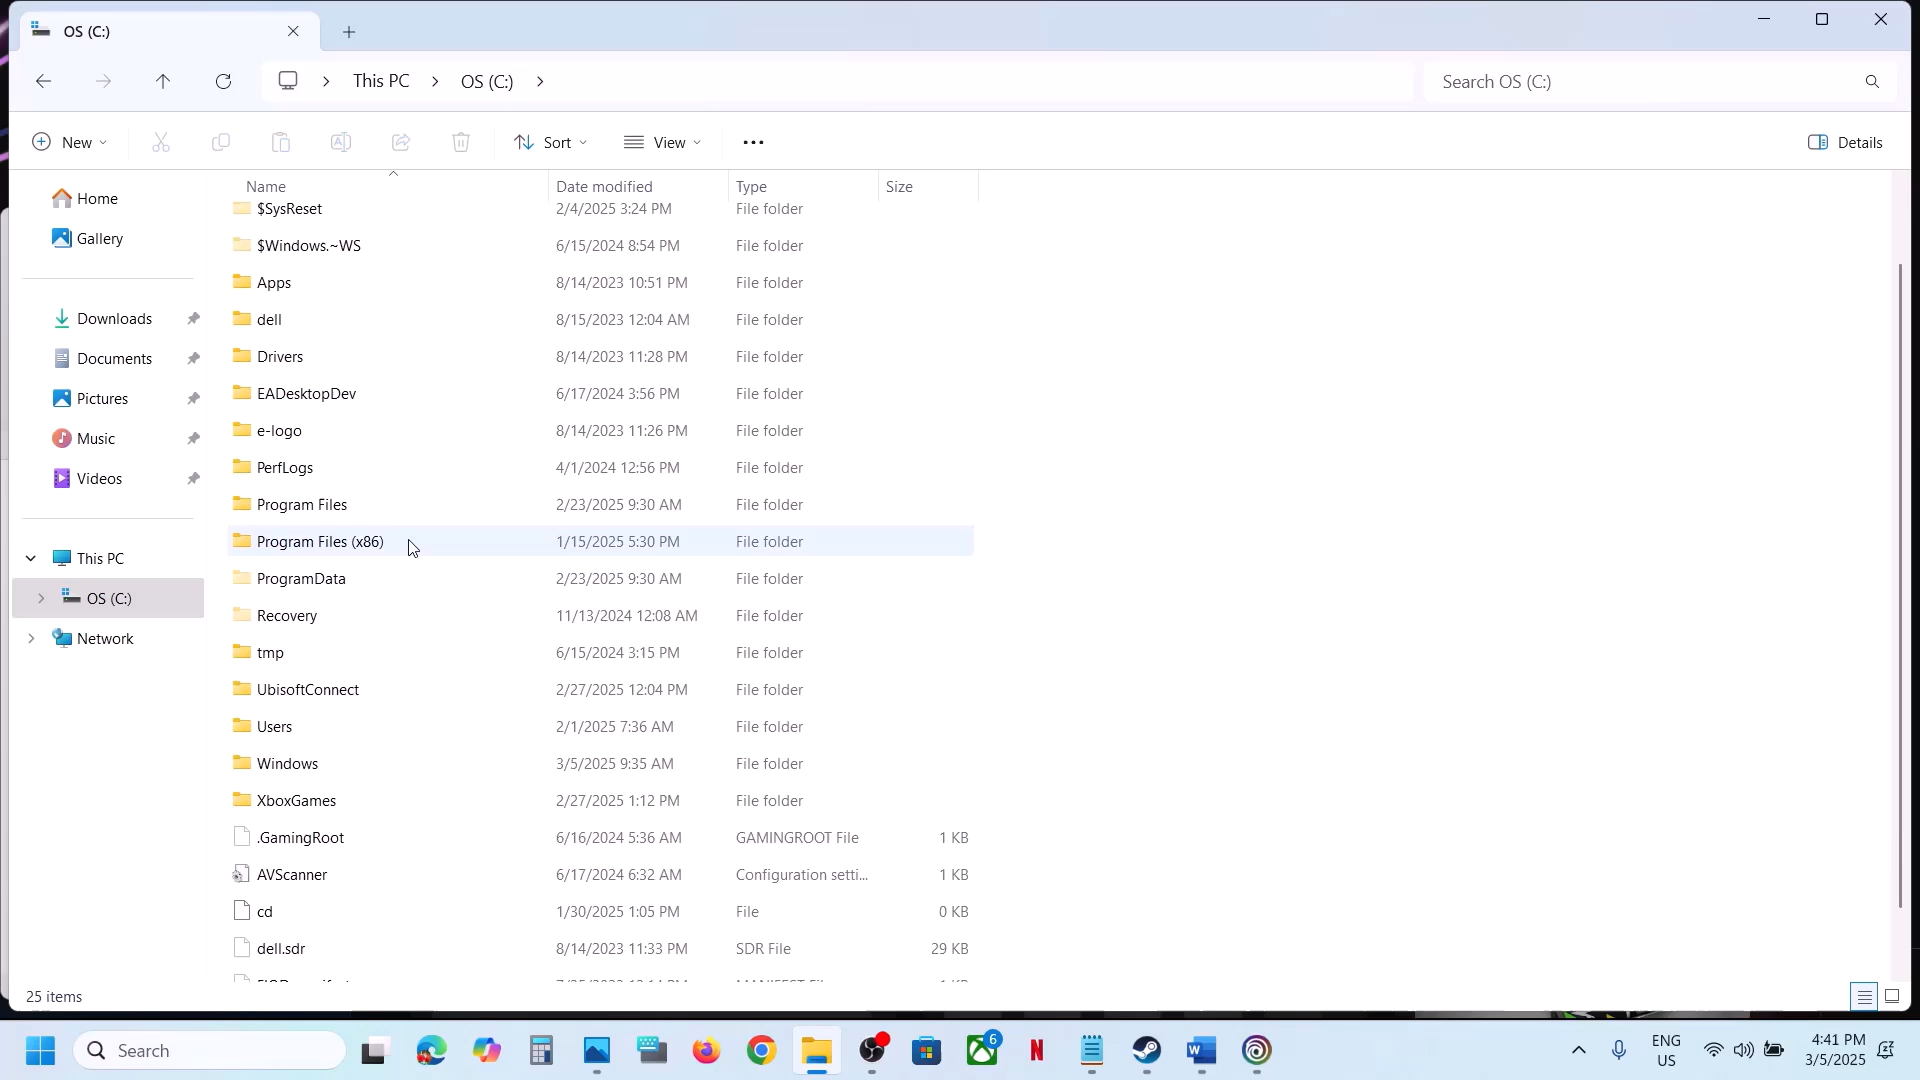 OS (C:)
This PC
OS (C:)
Search OS (C:)
New
Sort
View
Details
Name Date modified Type Size
Home
Gallery
Downloads
Documents
Pictures
Music
Videos
This PC
OS (C:)
Network
$SysReset 2/4/2025 3:24 PM File folder
$Windows.~WS 6/15/2024 8:54 PM File folder
Apps 8/14/2023 10:51 PM File folder
dell 8/15/2023 12:04 AM File folder
Drivers 8/14/2023 11:28 PM File folder
EADesktopDev 6/17/2024 3:56 PM File folder
e-logo 8/14/2023 11:26 PM File folder
PerfLogs 4/1/2024 12:56 PM File folder
Program Files 2/23/2025 9:30 AM File folder
Program Files (x86) 1/15/2025 5:30 PM File folder
ProgramData 2/23/2025 9:30 AM File folder
Recovery 11/13/2024 12:08 AM File folder
tmp 6/15/2024 3:15 PM File folder
UbisoftConnect 2/27/2025 12:04 PM File folder
Users 2/1/2025 7:36 AM File folder
Windows 3/5/2025 9:35 AM File folder
XboxGames 2/27/2025 1:12 PM File folder
.GamingRoot 6/16/2024 5:36 AM GAMINGROOT File 1 KB
AVScanner 6/17/2024 6:32 AM Configuration setti... 1 KB
cd 1/30/2025 1:05 PM File 0 KB
dell.sdr 8/14/2023 11:33 PM SDR File 29 KB
25 items
Search
6
ENG
US
4:41 PM
3/5/2025